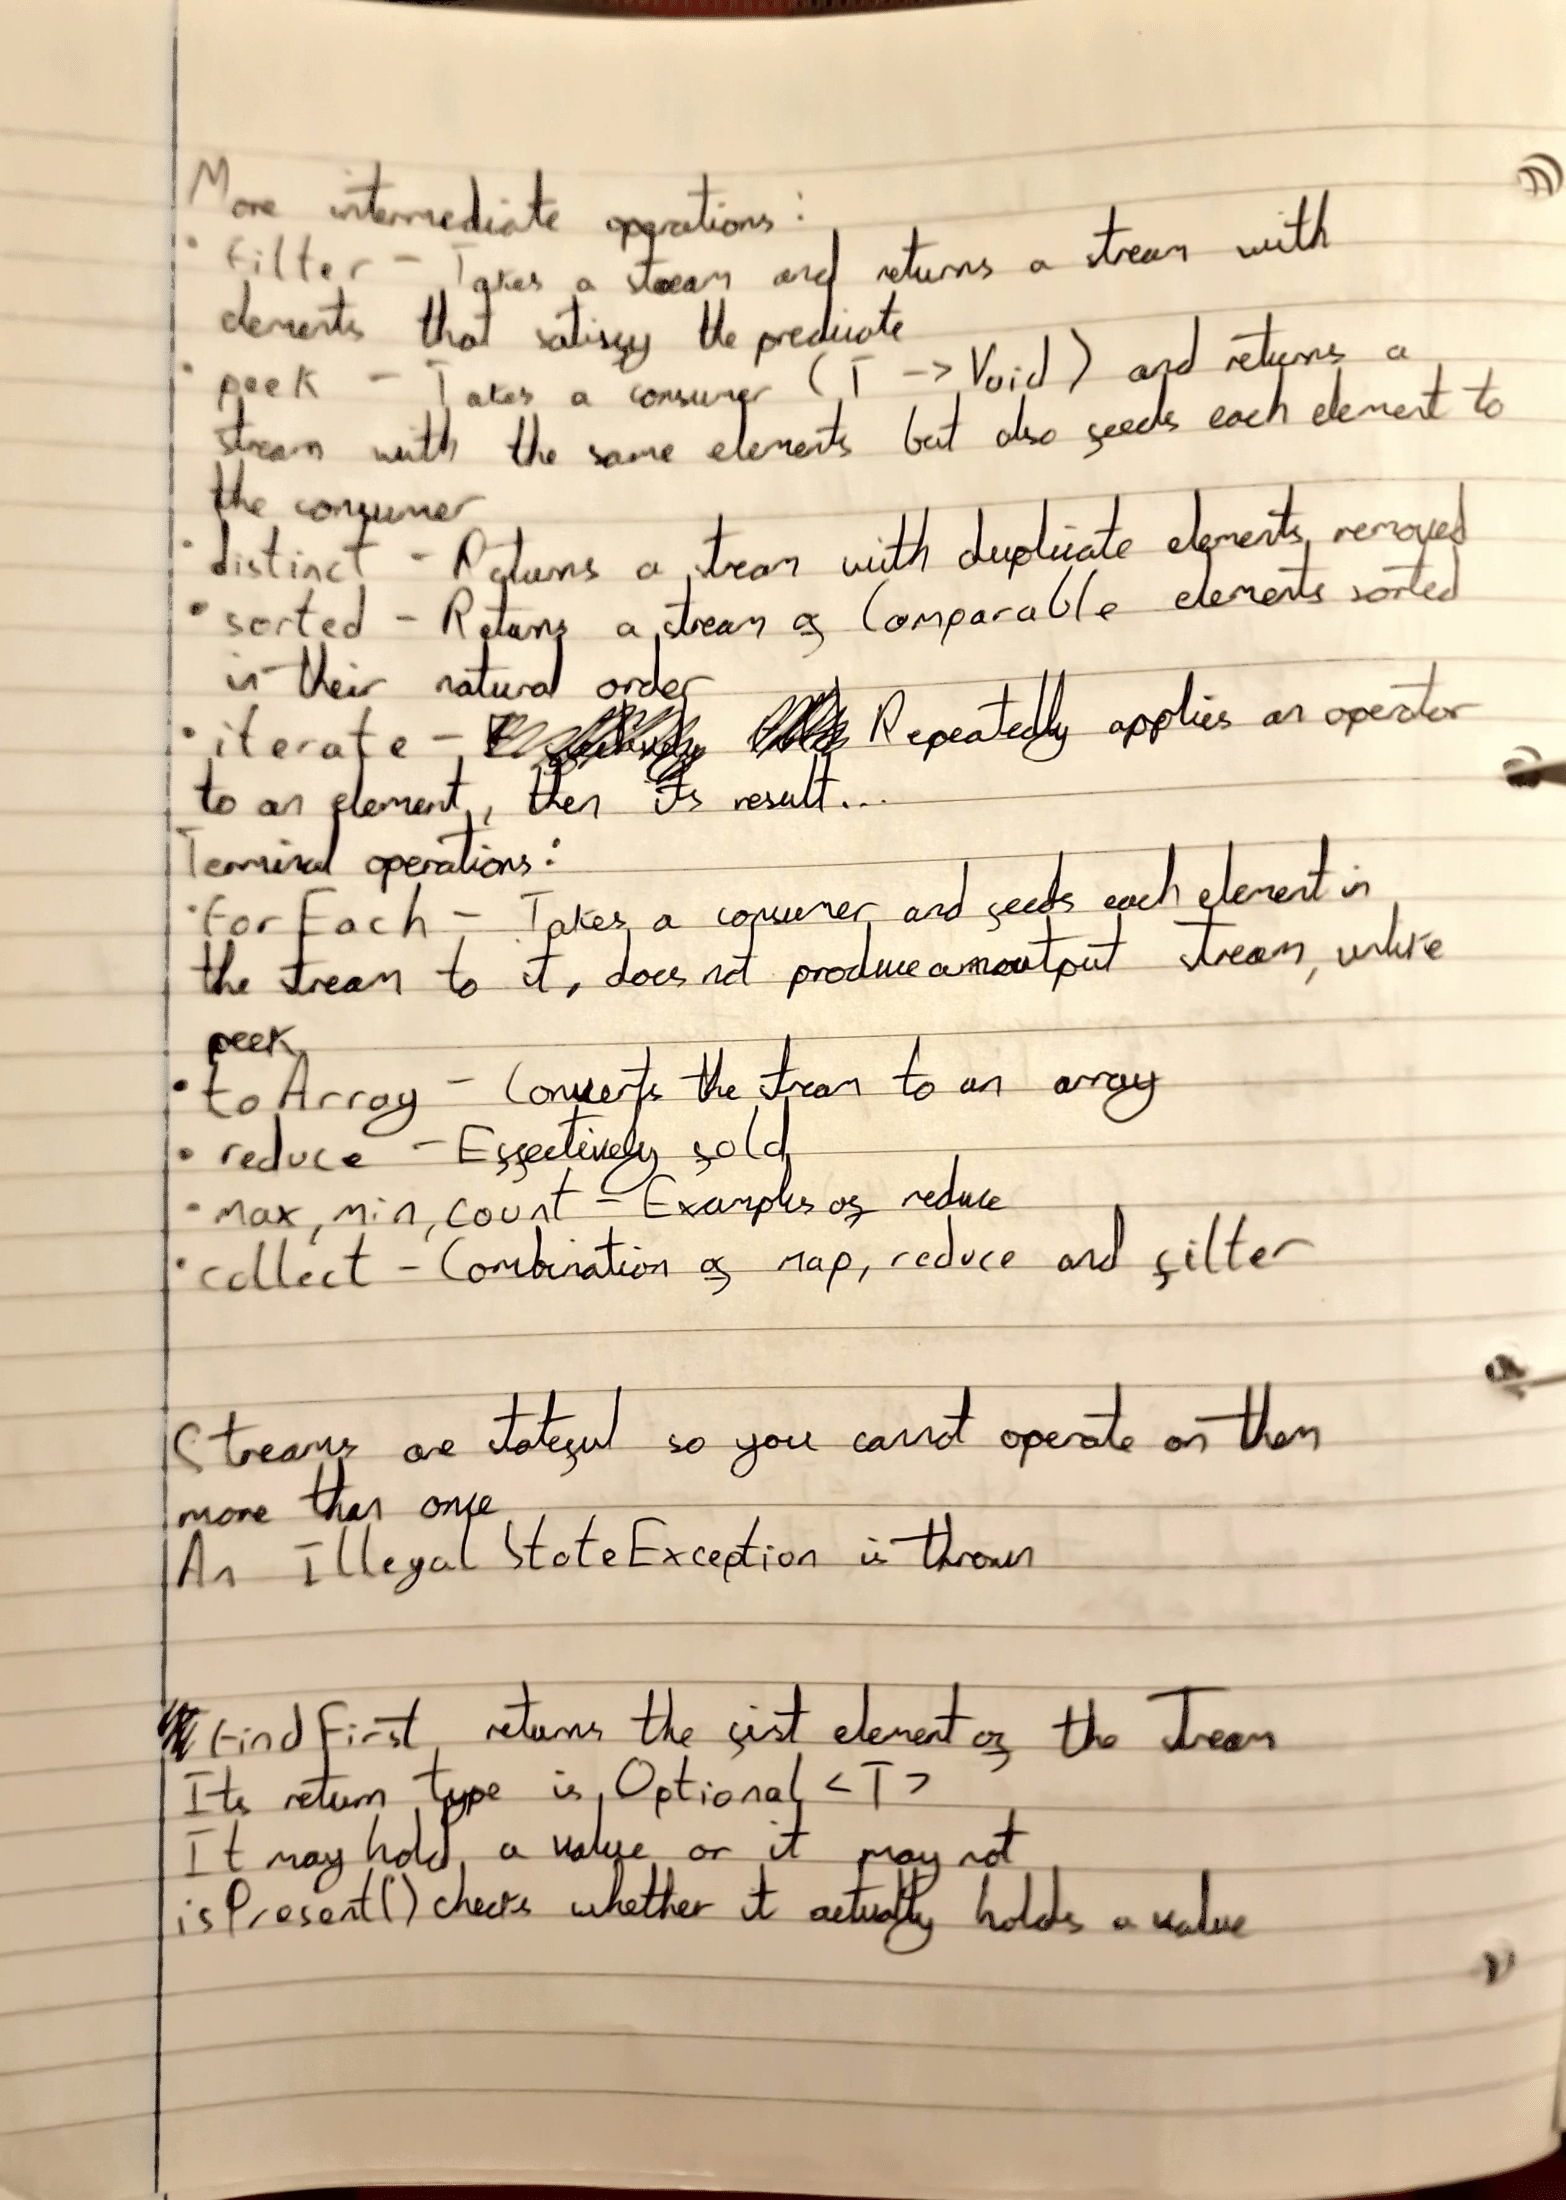 More intermediate operations:
• filter - Takes a stream and returns a stream with
elements that satisfy the predicate
• peek - Takes a consumer (T -> Void) and returns a
stream with the same elements but also feeds each element to
the consumer
• distinct - Returns a stream with duplicate elements removed
• sorted - Returns a stream of Comparable elements sorted
in their natural order
• iterate - Repeatedly applies an operator
to an element, then its result...
Terminal operations:
• forEach - Takes a consumer and feeds each element in
the stream to it, does not produce an output stream, unlike
peek
• toArray - Converts the stream to an array
• reduce - Effectively fold
• max, min, count - Examples of reduce
• collect - Combination of map, reduce and filter
Streams are stateful so you cannot operate on them
more than once
An IllegalStateException is thrown
findFirst returns the fist element of the stream
Its return type is Optional <T>
It may hold a value or it may not
isPresent() checks whether it actually holds a value